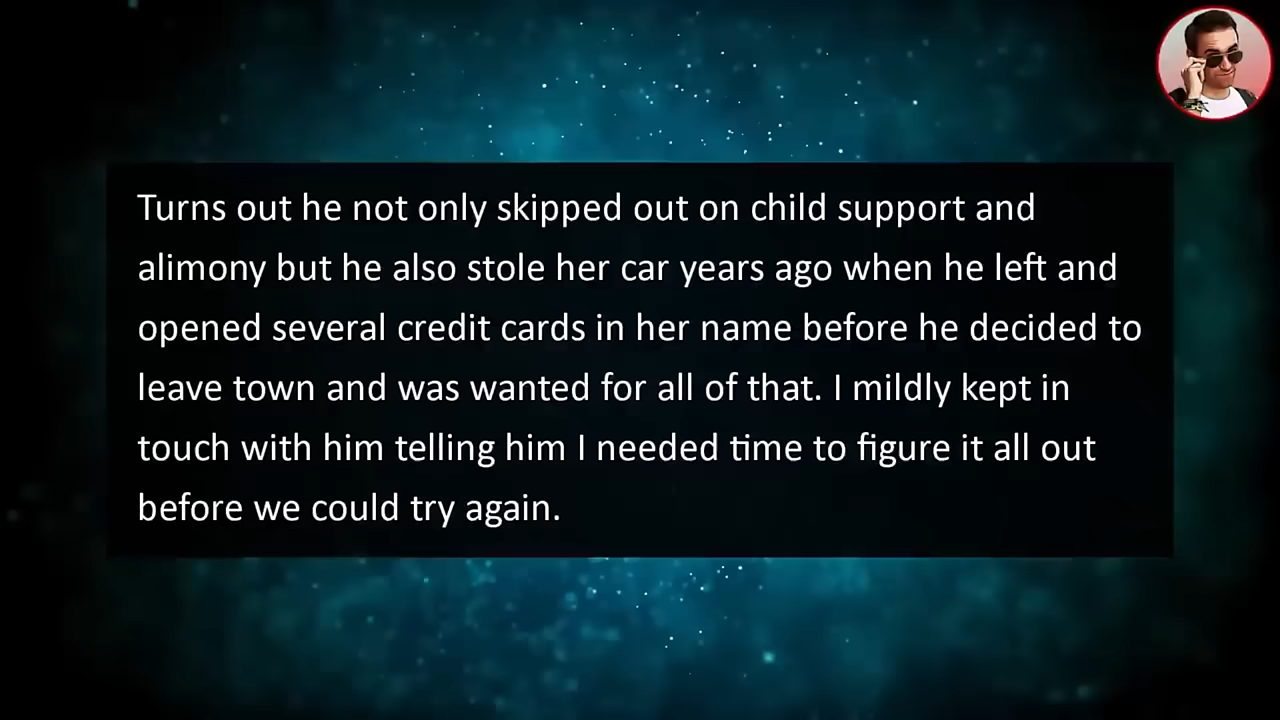 Turns out he not only skipped out on child support and
alimony but he also stole her car years ago when he left and
opened several credit cards in her name before he decided to
leave town and was wanted for all of that. I mildly kept in
touch with him telling him I needed time to figure it all out
before we could try again.